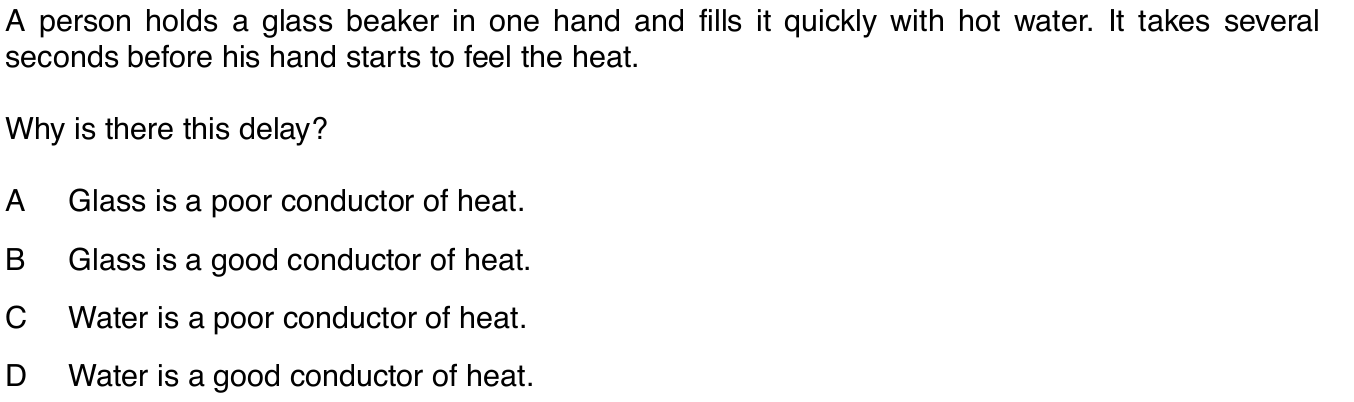 A person holds a glass beaker in one hand and fills it quickly with hot water. It takes several
seconds before his hand starts to feel the heat.
Why is there this delay?
A Glass is a poor conductor of heat.
B Glass is a good conductor of heat.
C Water is a poor conductor of heat.
D Water is a good conductor of heat.